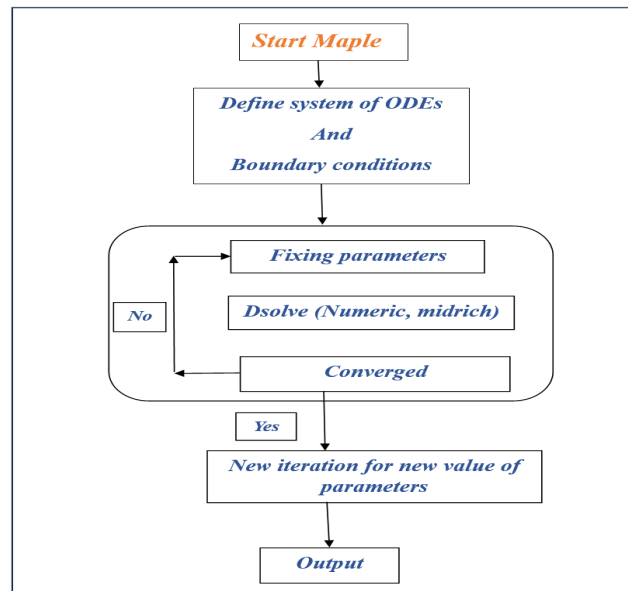 Start Maple
Define system of ODEs
And
Boundary conditions
Fixing parameters
No
Dsolve (Numeric, midrich)
Converged
Yes
New iteration for new value of
parameters
Output